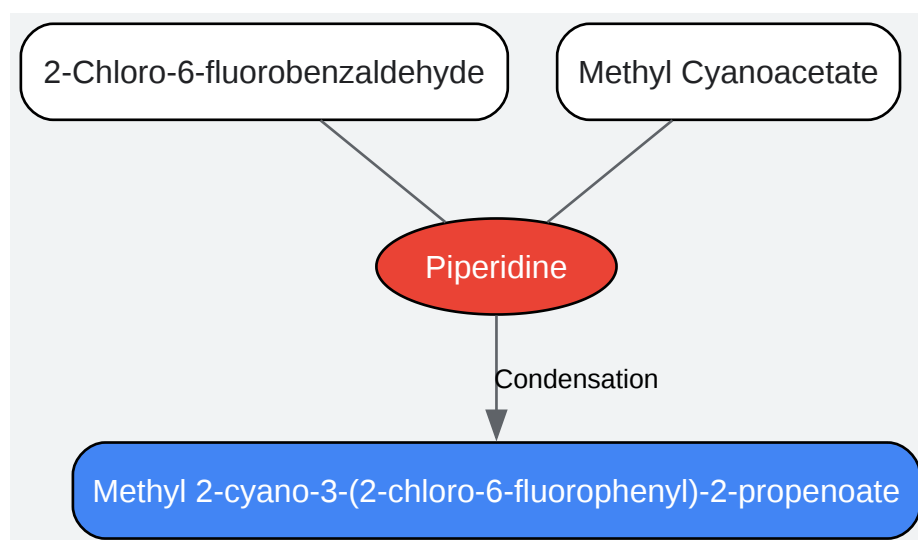 2-Chloro-6-fluorobenzaldehyde
Methyl Cyanoacetate
Piperidine
Condensation
Methyl 2-cyano-3-(2-chloro-6-fluorophenyl)-2-propenoate